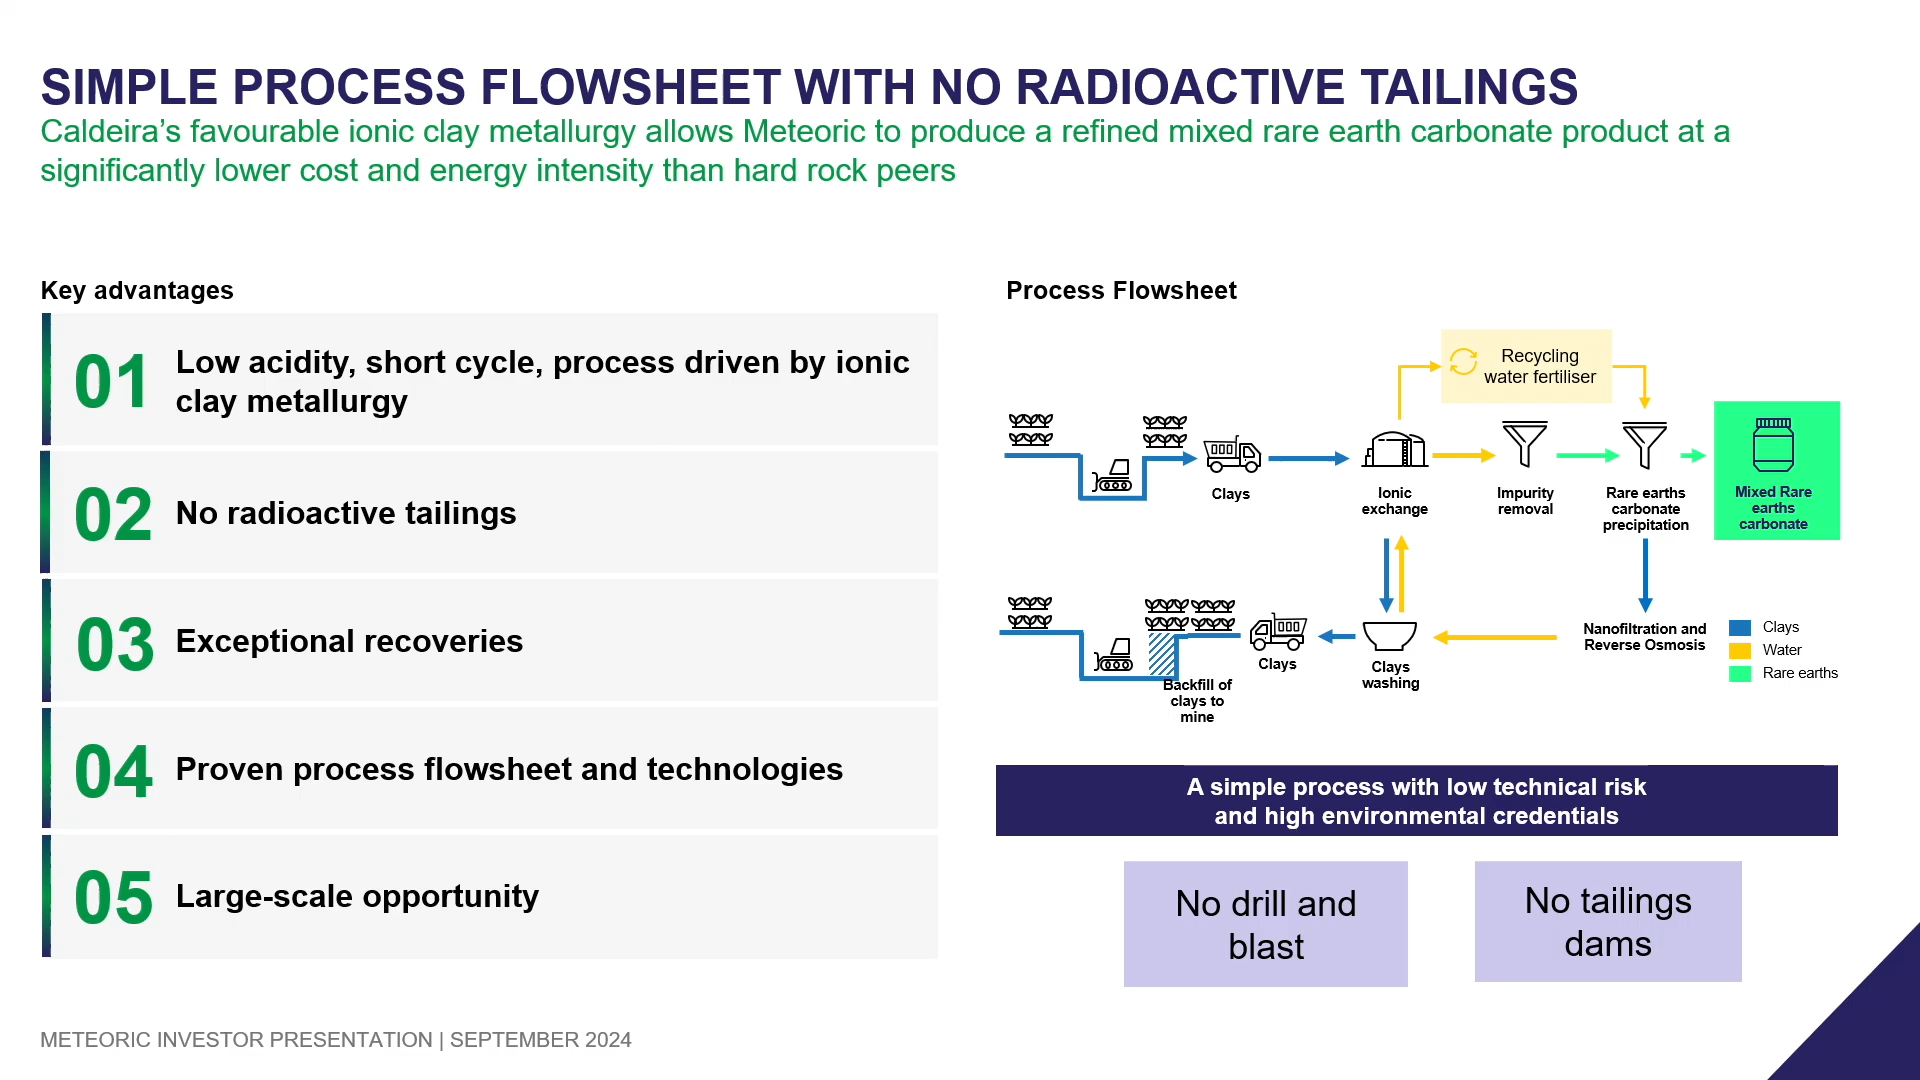 SIMPLE PROCESS FLOWSHEET WITH NO RADIOACTIVE TAILINGS
Caldeira’s favourable ionic clay metallurgy allows Meteoric to produce a refined mixed rare earth carbonate product at a
significantly lower cost and energy intensity than hard rock peers
Key advantages
01
Low acidity, short cycle, process driven by ionic
clay metallurgy
02
No radioactive tailings
03
Exceptional recoveries
04
Proven process flowsheet and technologies
05
Large-scale opportunity
Process Flowsheet
Recycling
water fertiliser
Clays
Ionic
exchange
Impurity
removal
Rare earths
carbonate
precipitation
Mixed Rare
earths
carbonate
Backfill of
clays to
mine
Clays
Clays
washing
Nanofiltration and
Reverse Osmosis
Clays
Water
Rare earths
A simple process with low technical risk
and high environmental credentials
No drill and
blast
No tailings
dams
METEORIC INVESTOR PRESENTATION | SEPTEMBER 2024